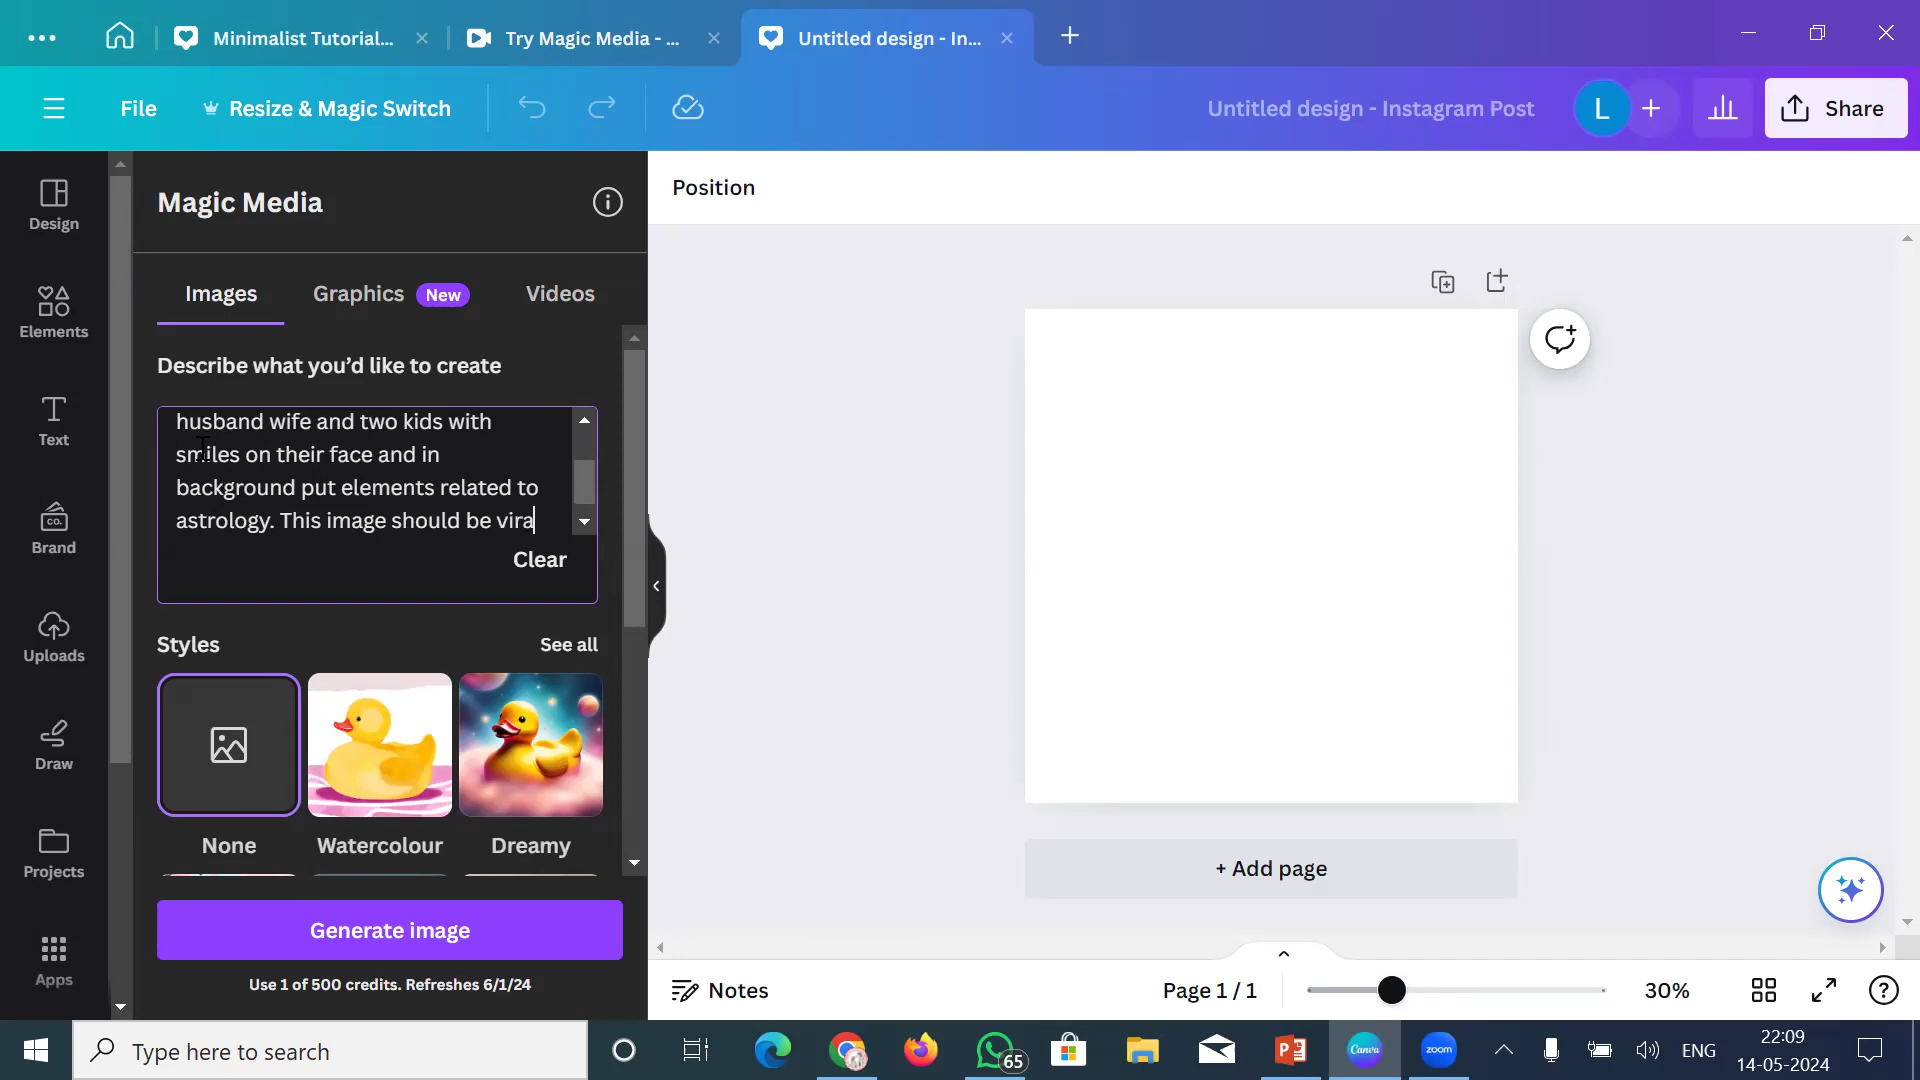 Minimalist Tutorial...
Try Magic Media - ...
Untitled design - In...
File
Resize & Magic Switch
Untitled design - Instagram Post
L
Share
Design
Elements
Text
CO.
Brand
Uploads
Draw
Projects
Apps
Magic Media
Images
Graphics New
Videos
Describe what you’d like to create
husband wife and two kids with
smiles on their face and in
background put elements related to
astrology. This image should be vira
Clear
Styles
See all
None
Watercolour
Dreamy
Generate image
Use 1 of 500 credits. Refreshes 6/1/24
Position
+ Add page
Notes
Page 1 / 1
30%
Type here to search
65
Canva
zoom
ENG
22:09
14-05-2024